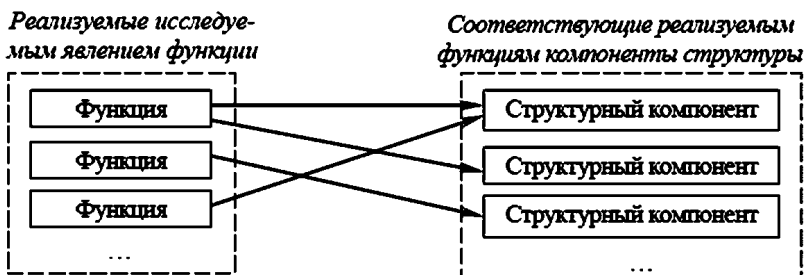 Реализуемые исследуе-
мым явлением функции
Функция
Функция
Функция
...
Соответствующие реализуемым
функциям компоненты структуры
Структурный компонент
Структурный компонент
Структурный компонент
...